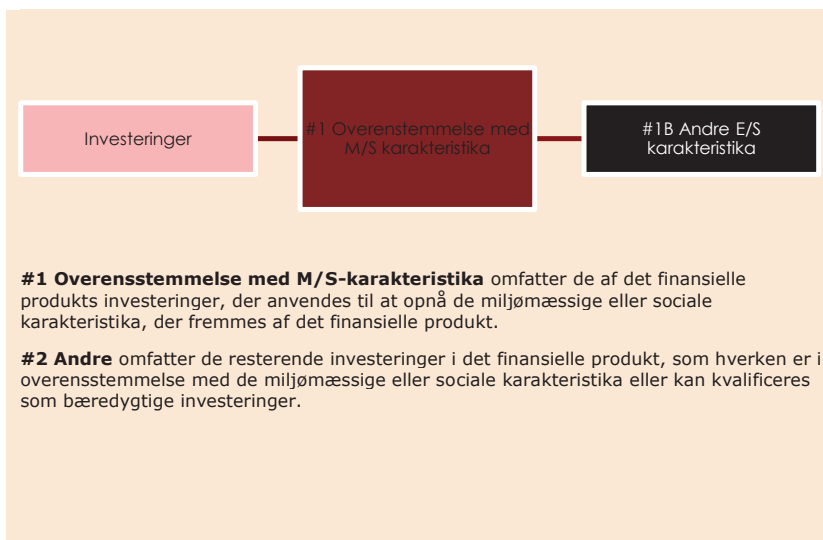 Investeringer
#1 Overenstemmelse med
M/S karakteristika
#1B Andre E/S
karakteristika
#1 Overensstemmelse med M/S-karakteristika omfatter de af det finansielle
produkts investeringer, der anvendes til at opnå de miljømæssige eller sociale
karakteristika, der fremmes af det finansielle produkt.
#2 Andre omfatter de resterende investeringer i det finansielle produkt, som hverken er i
overensstemmelse med de miljømæssige eller sociale karakteristika eller kan kvalificeres
som bæredygtige investeringer.